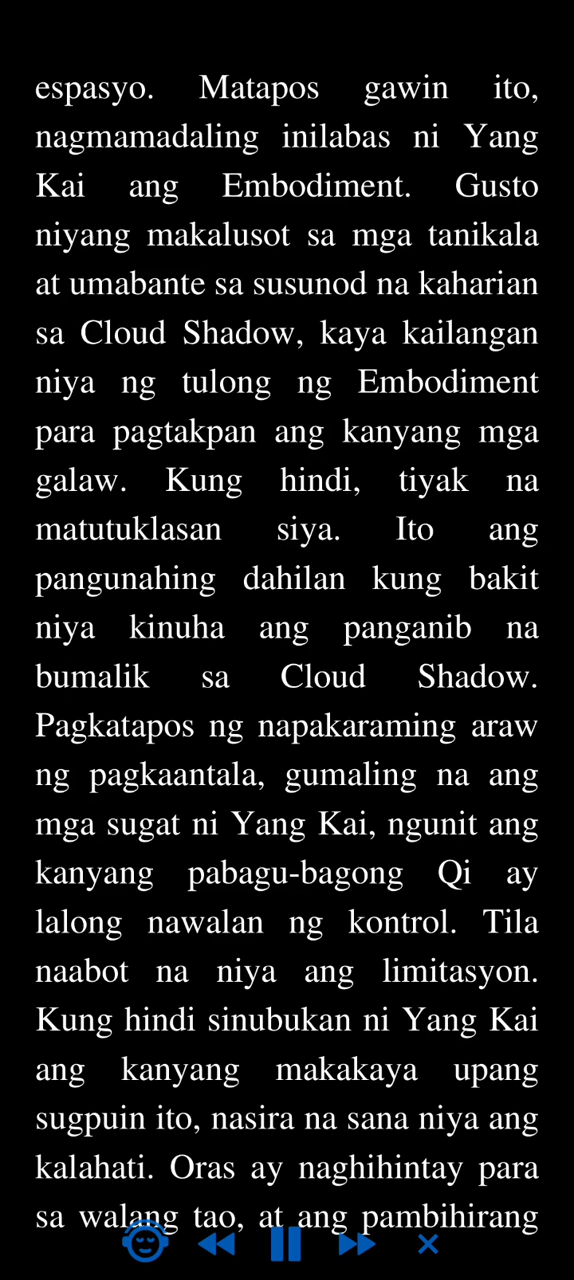 espasyo. Matapos gawin ito,
nagmamadaling inilabas ni Yang
Kai ang Embodiment. Gusto
niyang makalusot sa mga tanikala
at umabante sa susunod na kaharian
sa Cloud Shadow, kaya kailangan
niya ng tulong ng Embodiment
para pagtakpan ang kanyang mga
galaw. Kung hindi, tiyak na
matutuklasan siya. Ito ang
pangunahing dahilan kung bakit
niya kinuha ang panganib na
bumalik sa Cloud Shadow.
Pagkatapos ng napakaraming araw
ng pagkaantala, gumaling na ang
mga sugat ni Yang Kai, ngunit ang
kanyang pabagu-bagong Qi ay
lalong nawalan ng kontrol. Tila
naabot na niya ang limitasyon.
Kung hindi sinubukan ni Yang Kai
ang kanyang makakaya upang
sugpuin ito, nasira na sana niya ang
kalahati. Oras ay naghihintay para
sa walang tao, at ang pambihirang